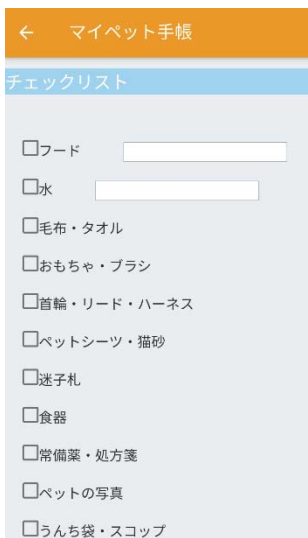 マイペット手帳
チェックリスト
フード
水
毛布・タオル
おもちゃ・ブラシ
首輪・リード・ハーネス
ペットシーツ・猫砂
迷子札
食器
常備薬・処方箋
ペットの写真
うんち袋・スコップ